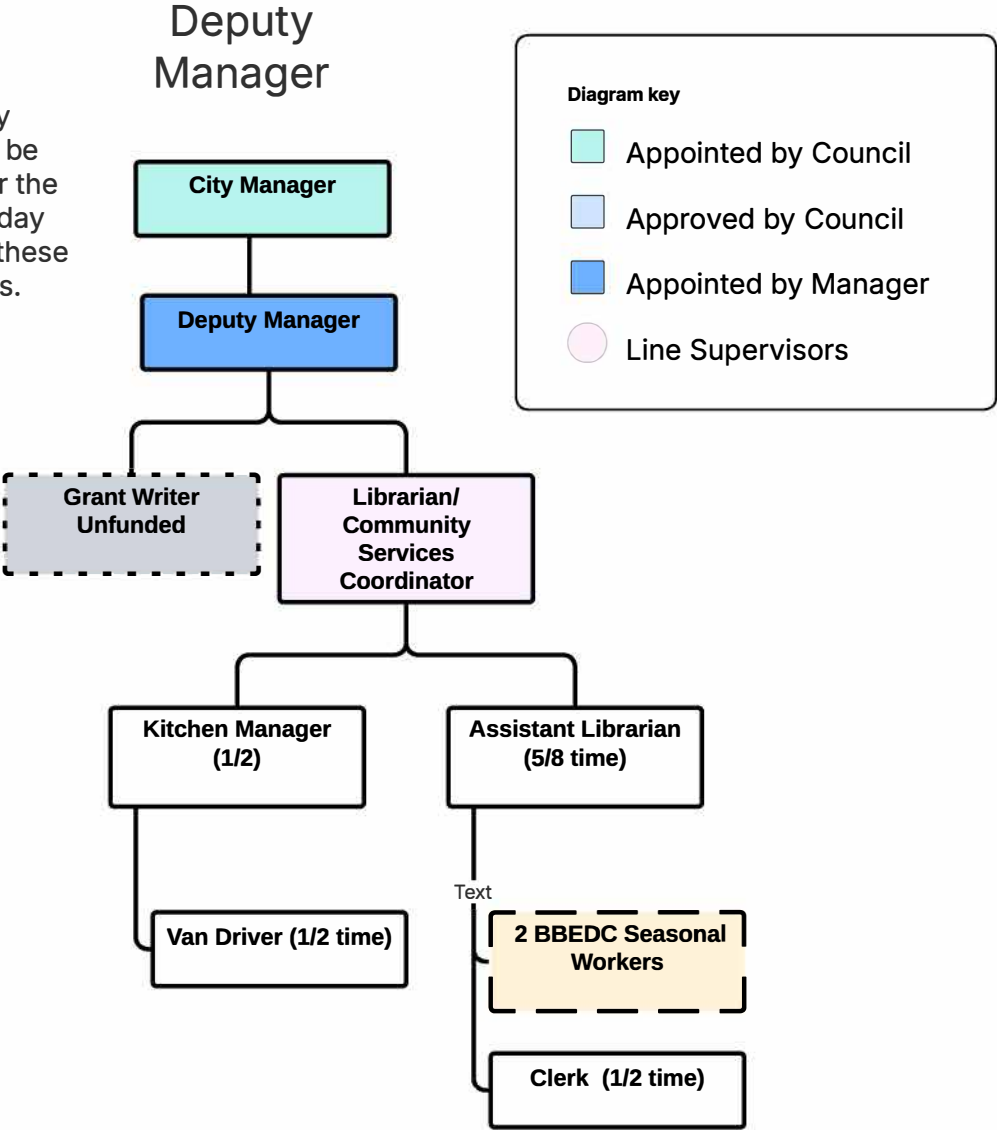 Deputy
Manager
y
be
r the
day
these
s.
Diagram key
Appointed by Council
Approved by Council
Appointed by Manager
Line Supervisors
City Manager
Deputy Manager
Grant Writer
Unfunded
Librarian/
Community
Services
Coordinator
Kitchen Manager
(1/2)
Assistant Librarian
(5/8 time)
Text
Van Driver (1/2 time)
2 BBEDC Seasonal
Workers
Clerk (1/2 time)